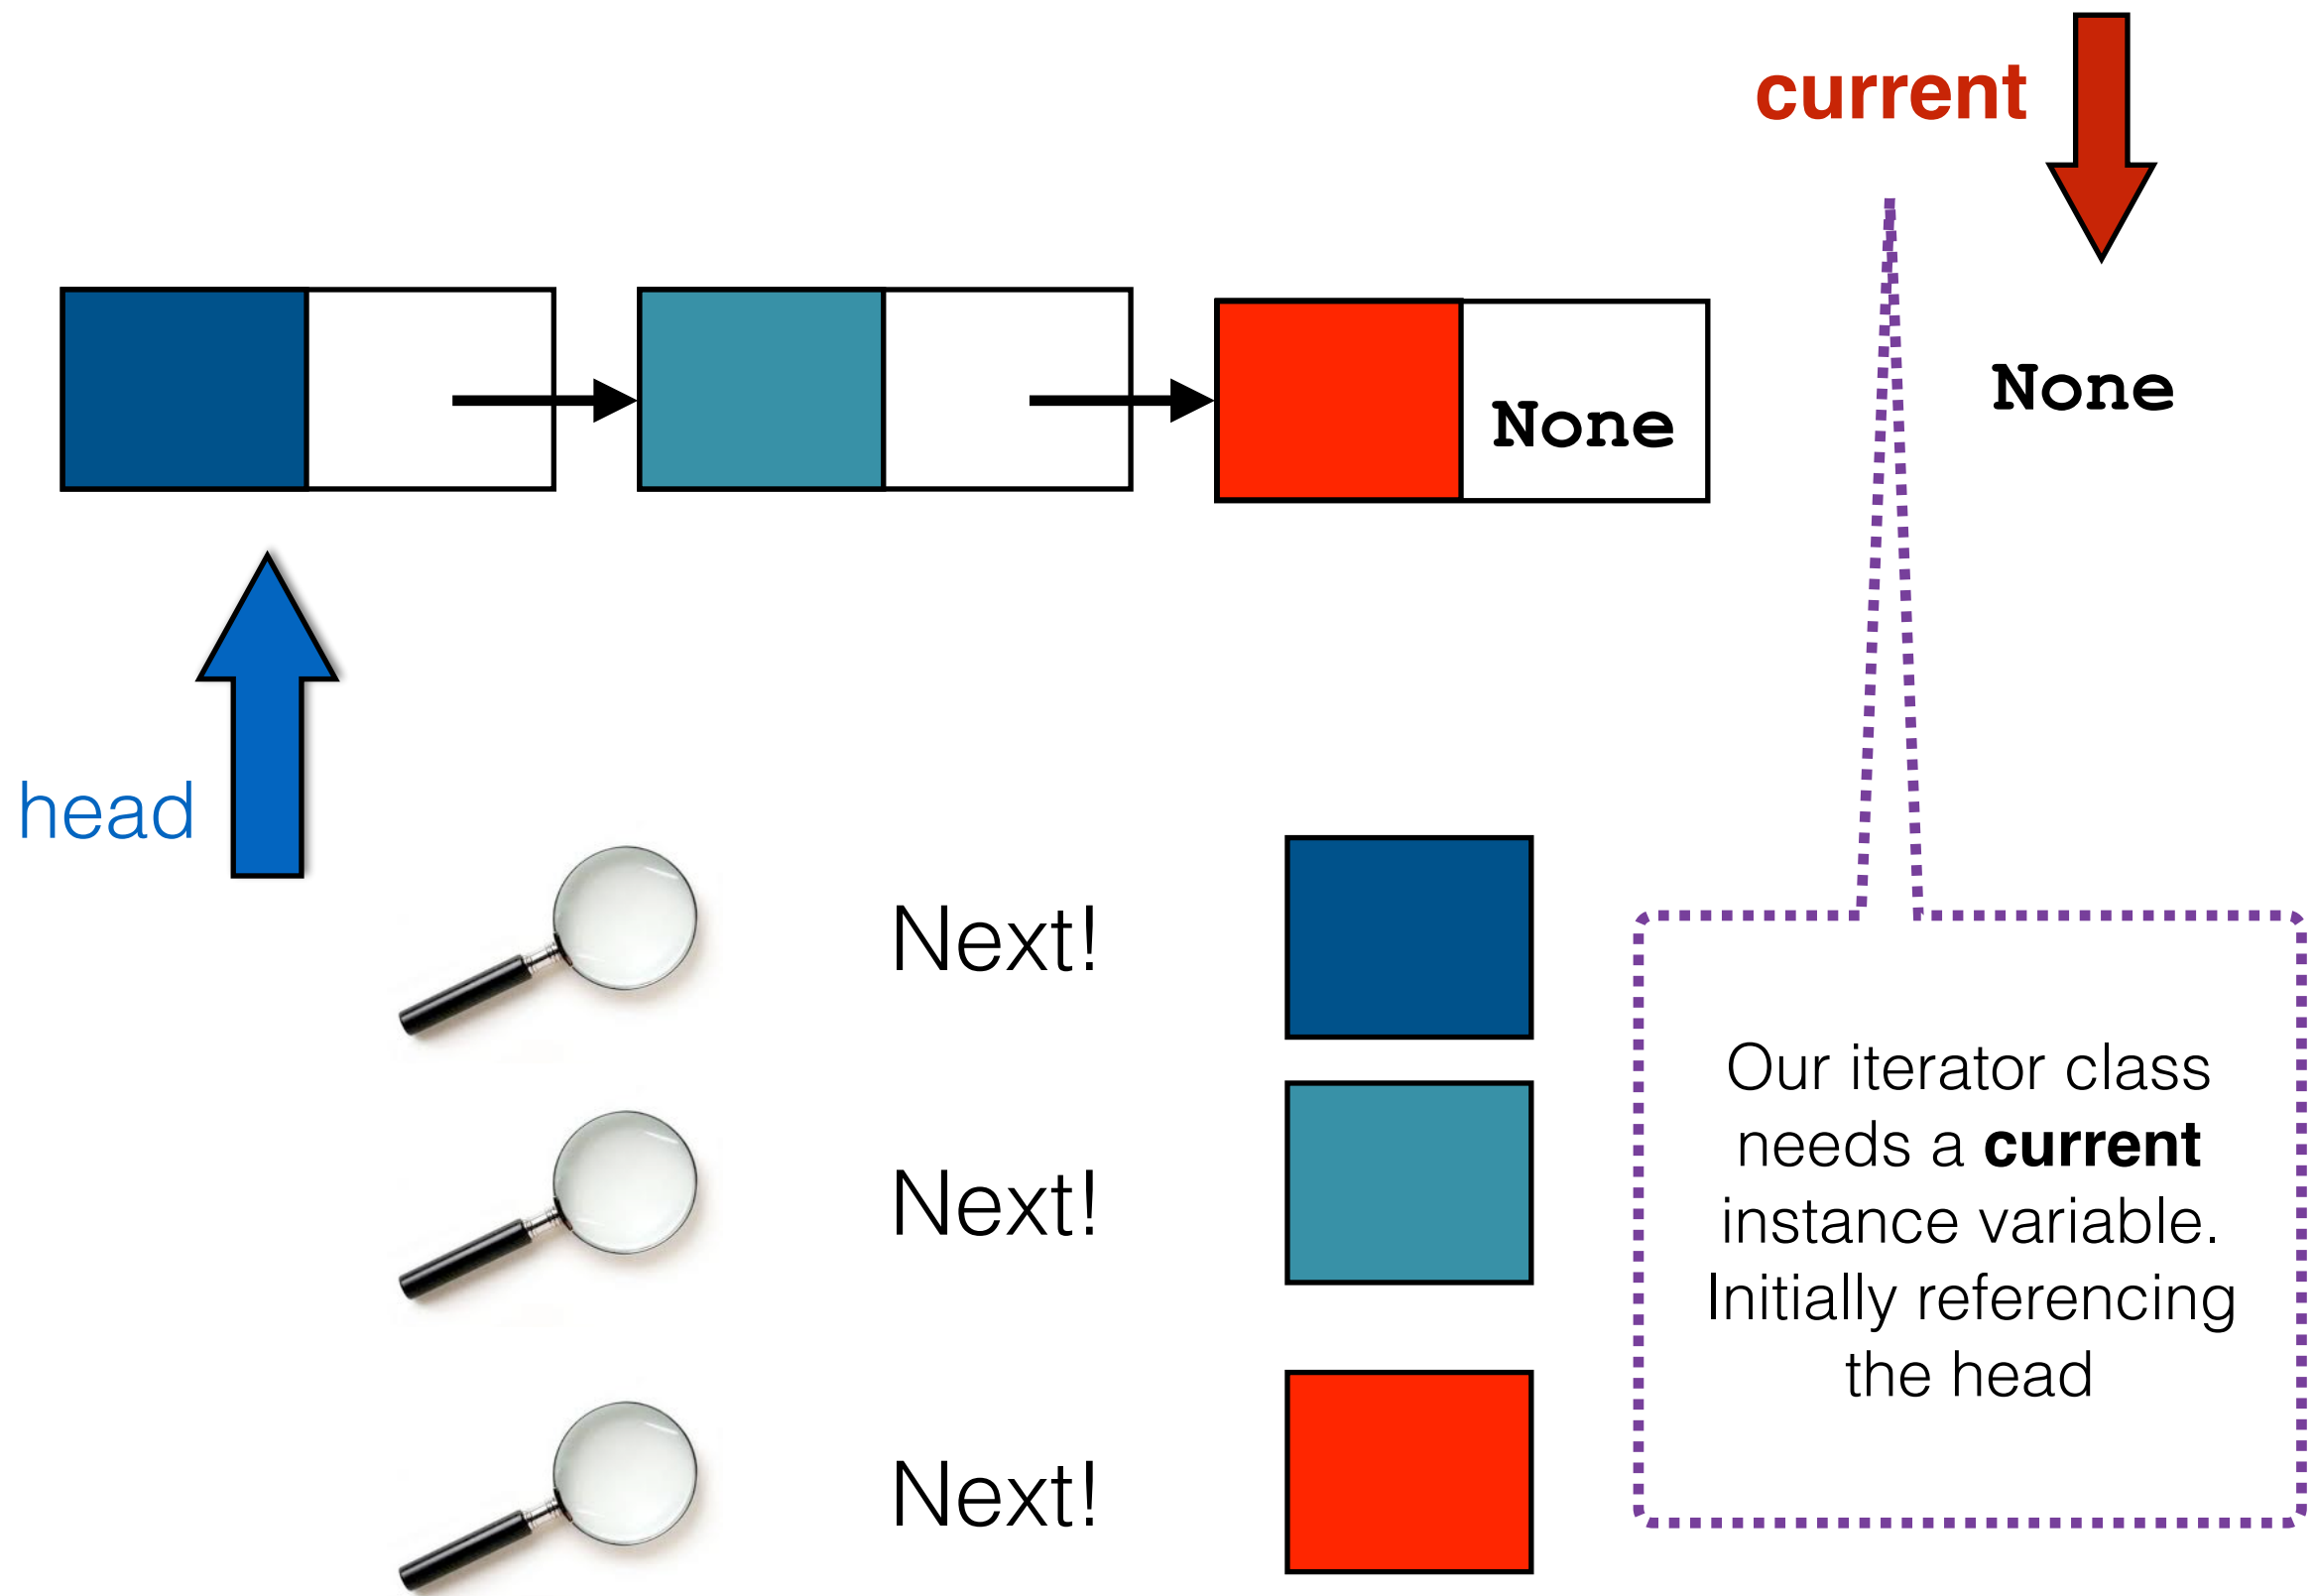 current
None
None
head
Next!
Next!
Next!
Our iterator class
needs a current
instance variable.
Initially referencing
the head